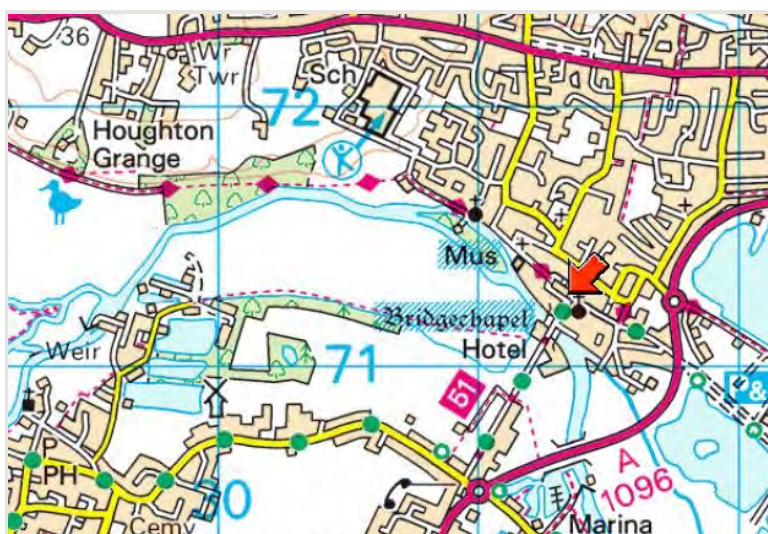 36
Wr
Twr
Sch
72
Houghton
Grange
Mus
Bridgechapel
Hotel
71
Weir
51
P &
P
PH
A
1096
Cemy
Marina